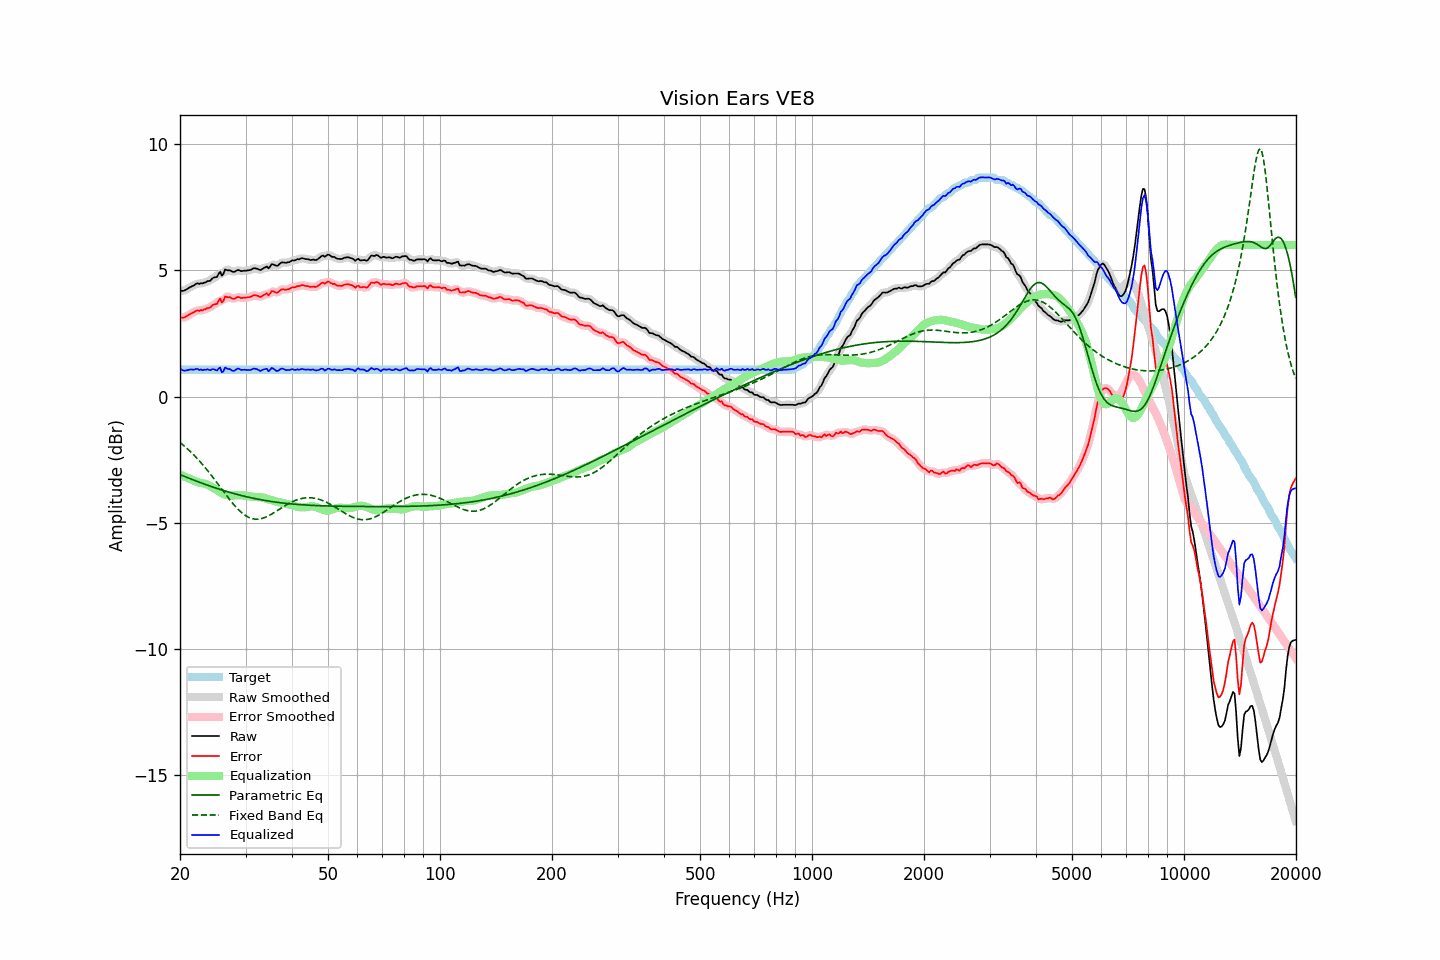 Vision Ears VE8
Amplitude (dBr)
10
5
0
−5
−10
−15
Target
Raw Smoothed
Error Smoothed
Raw
Error
Equalization
Parametric Eq
Fixed Band Eq
Equalized
20 50 100 200 500 1000 2000 5000 10000 20000
Frequency (Hz)